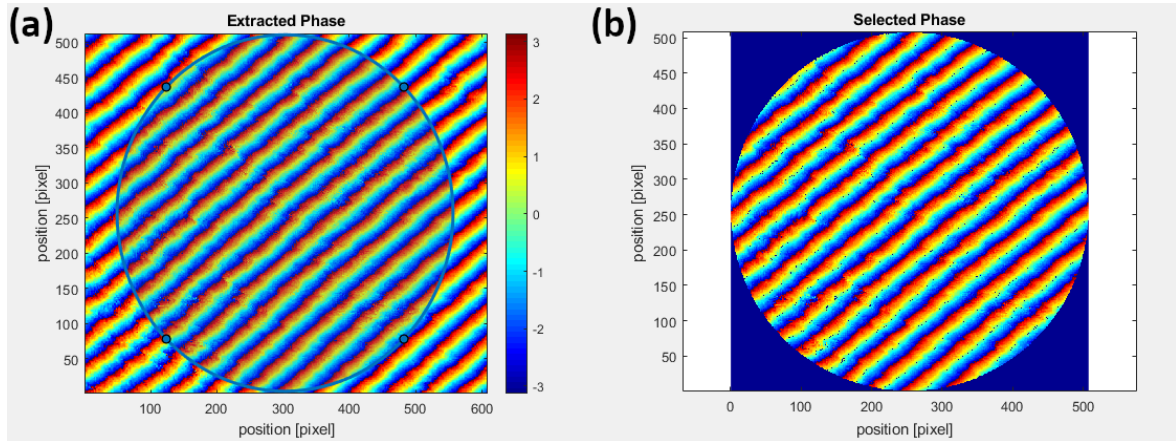 (a)
Extracted Phase
500
450
400
350
300
250
200
150
100
50
100 200 300 400 500 600
position [pixel]
position [pixel]
3
2
1
0
-1
-2
-3
(b)
Selected Phase
500
450
400
350
300
250
200
150
100
50
0 100 200 300 400 500
position [pixel]
position [pixel]